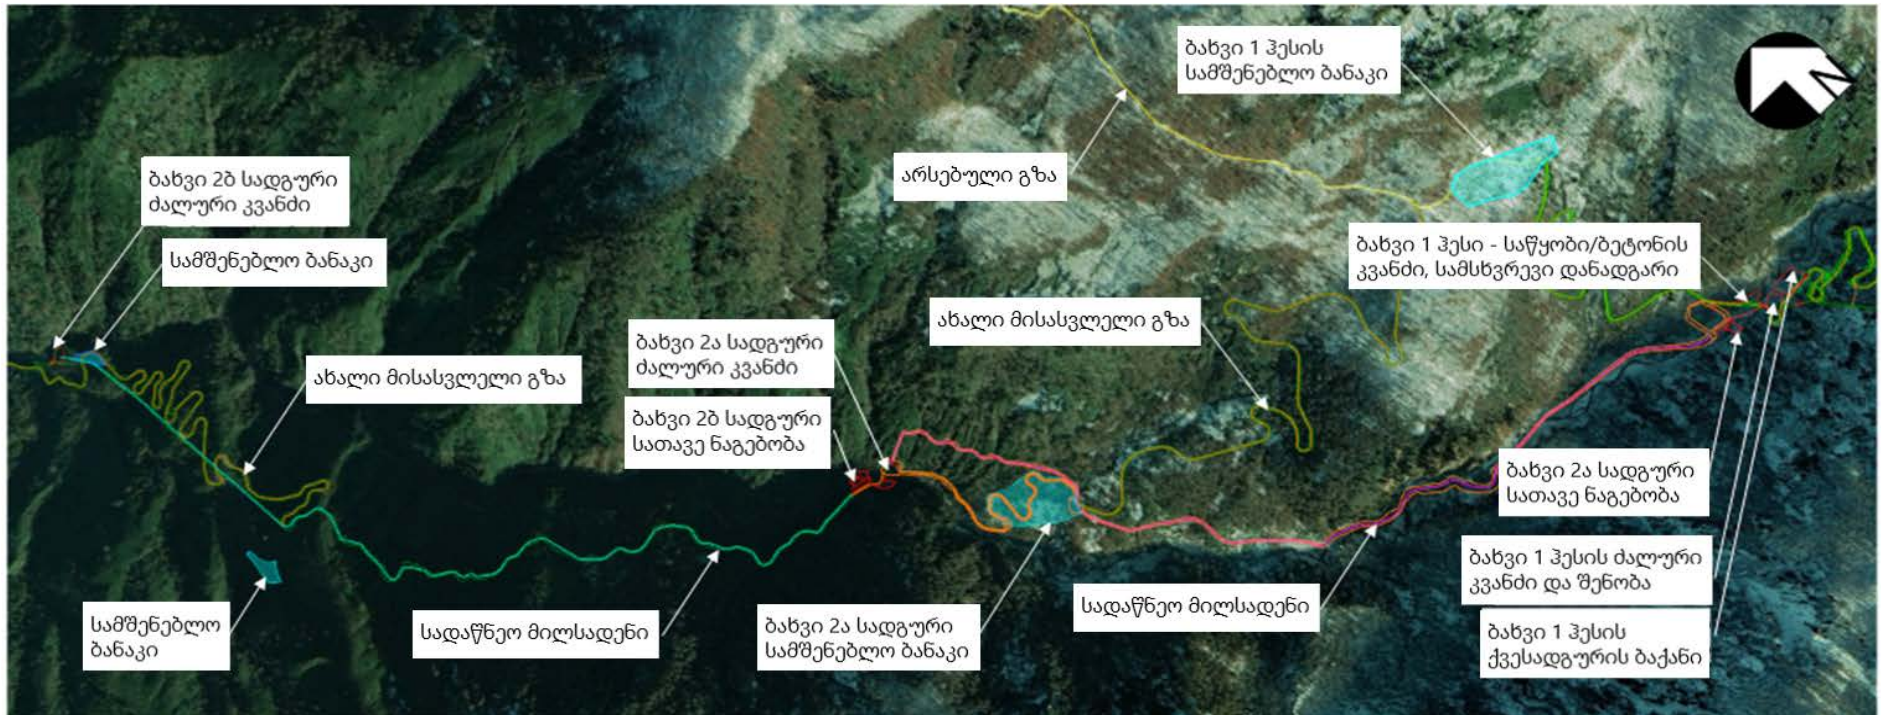 ბახვი 1 ჰესის
სამშენებლო ბანაკი
არსებული გზა
ბახვი 2ბ სადგური
ძალური კვანძი
სამშენებლო ბანაკი
ბახვი 1 ჰესი - საწყობი/ბეტონის
კვანძი, სამსხვრევი დანადგარი
ახალი მისასვლელი გზა
ბახვი 2ა სადგური
ძალური კვანძი
ახალი მისასვლელი გზა
ბახვი 2ბ სადგური
სათავე ნაგებობა
ბახვი 2ა სადგური
სათავე ნაგებობა
ბახვი 1 ჰესის ძალური
კვანძი და შენობა
სამშენებლო
ბანაკი
სადაწნეო მილსადენი
ბახვი 2ა სადგური
სამშენებლო ბანაკი
სადაწნეო მილსადენი
ბახვი 1 ჰესის
ქვესადგურის ბაქანი